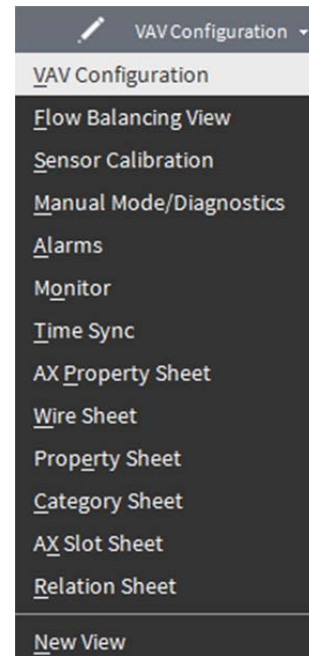 VAV Configuration
VAV Configuration
Flow Balancing View
Sensor Calibration
Manual Mode/Diagnostics
Alarms
Monitor
Time Sync
AX Property Sheet
Wire Sheet
Property Sheet
Category Sheet
AX Slot Sheet
Relation Sheet
New View